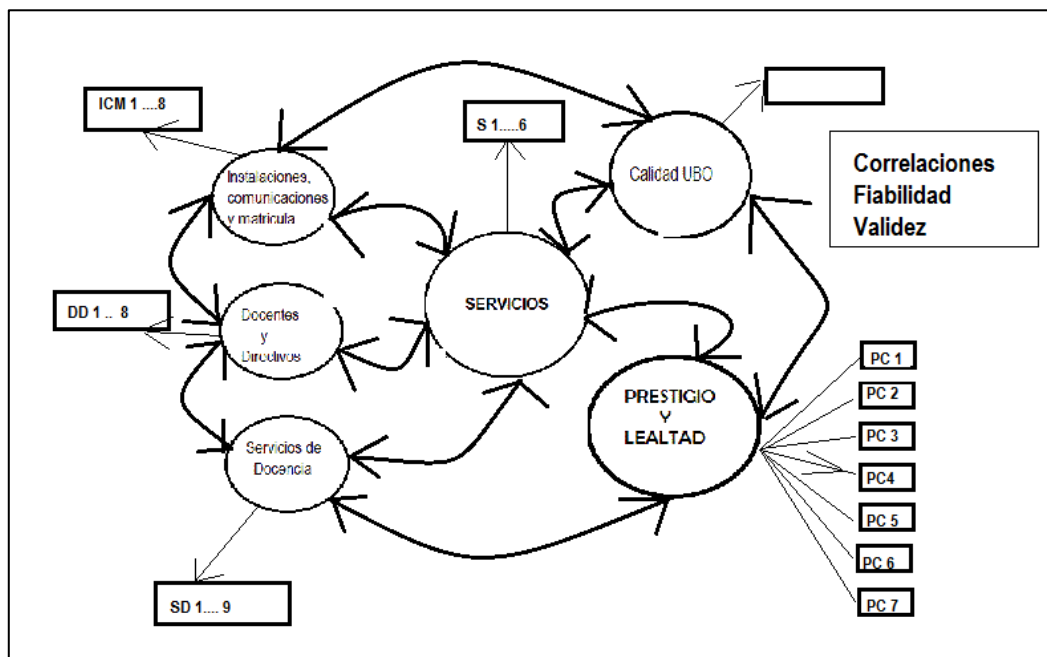 ICM 1 ....8
S 1.....6
Instalaciones,
comunicaciones
y matricula
Calidad UBO
Correlaciones
Fiabilidad
Validez
DD 1 .. 8
Docentes
y
Directivos
SERVICIOS
PRESTIGIO
Y
LEALTAD
PC 1
PC 2
PC 3
PC4
PC 5
PC 6
PC 7
Servicios de
Docencia
SD 1.... 9